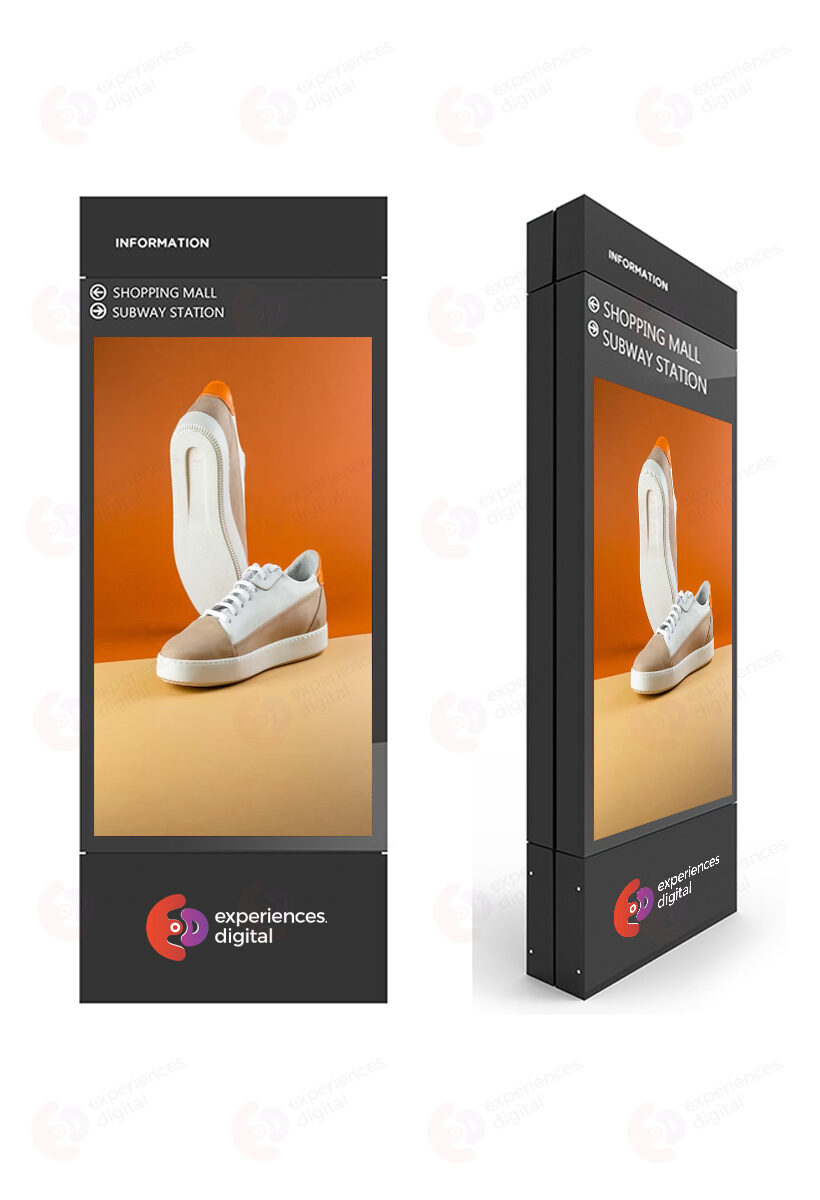 INFORMATION
SHOPPING MALL
SUBWAY STATION
experiences.
digital
INFORMATION
SHOPPING MALL
SUBWAY STATION
experiences.
digital